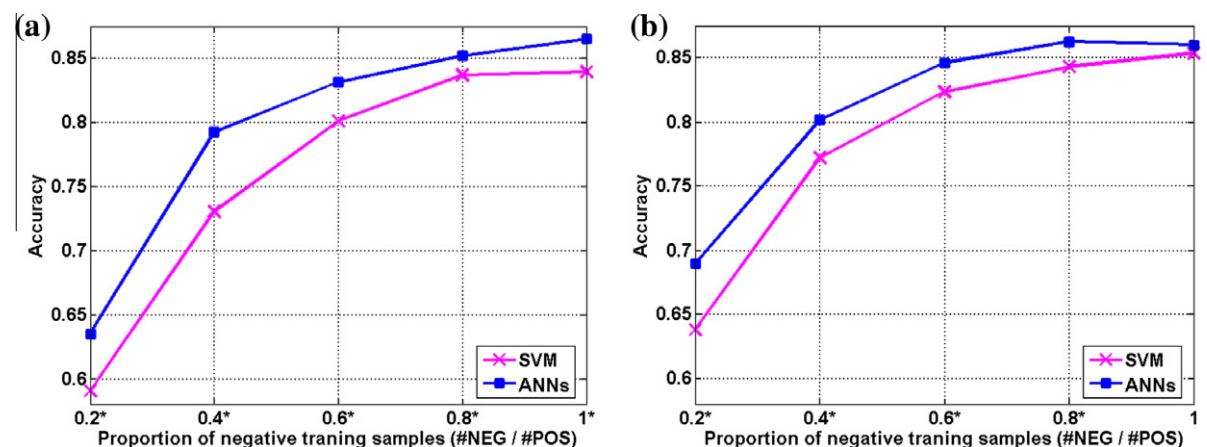 (a)
0.85
0.8
0.75
0.7
0.65
0.6
Accuracy
SVM
ANNs
0.2* 0.4* 0.6* 0.8* 1*
Proportion of negative traning samples (#NEG / #POS)
(b)
0.85
0.8
0.75
0.7
0.65
0.6
Accuracy
SVM
ANNs
0.2* 0.4* 0.6* 0.8* 1
Proportion of negative traning samples (#NEG / #POS)